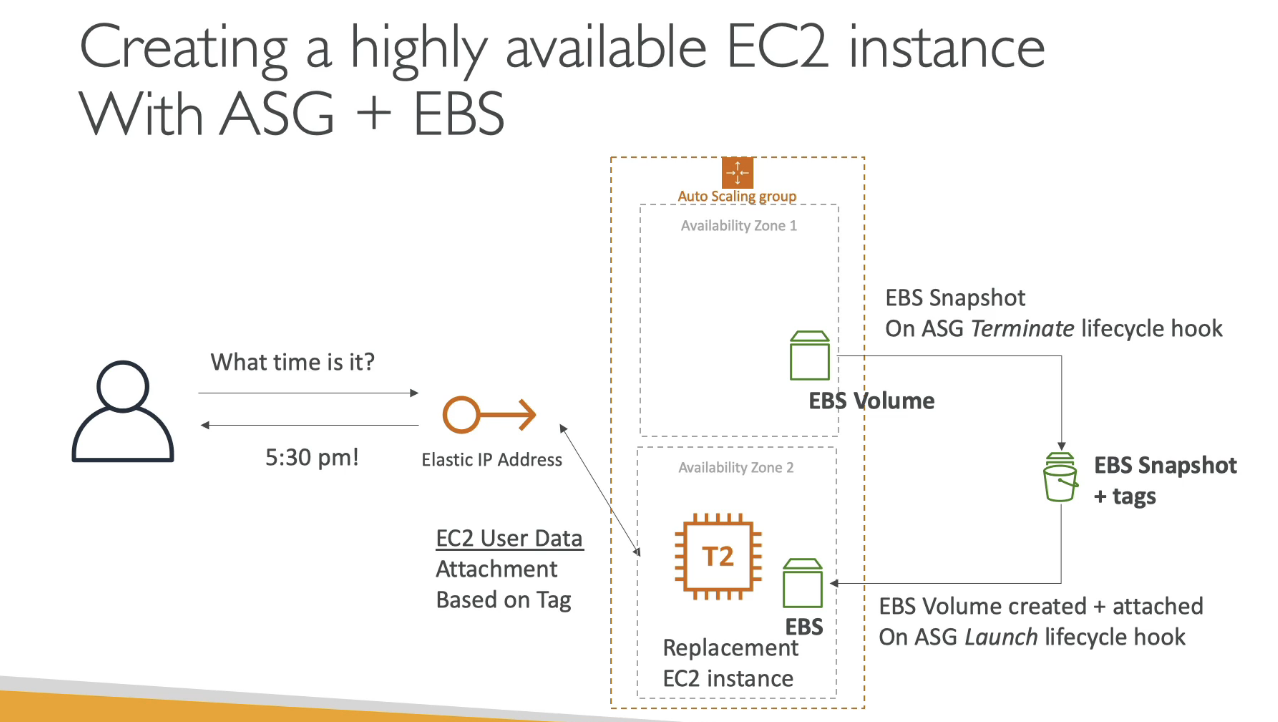 Creating a highly available EC2 instance
With ASG + EBS
Auto Scaling group
Availability Zone 1
EBS Snapshot
On ASG Terminate lifecycle hook
What time is it?
EBS Volume
5:30 pm!
Elastic IP Address
Availability Zone 2
EBS Snapshot
+ tags
EC2 User Data
Attachment
Based on Tag
T2
EBS
Replacement
EC2 instance
EBS Volume created + attached
On ASG Launch lifecycle hook